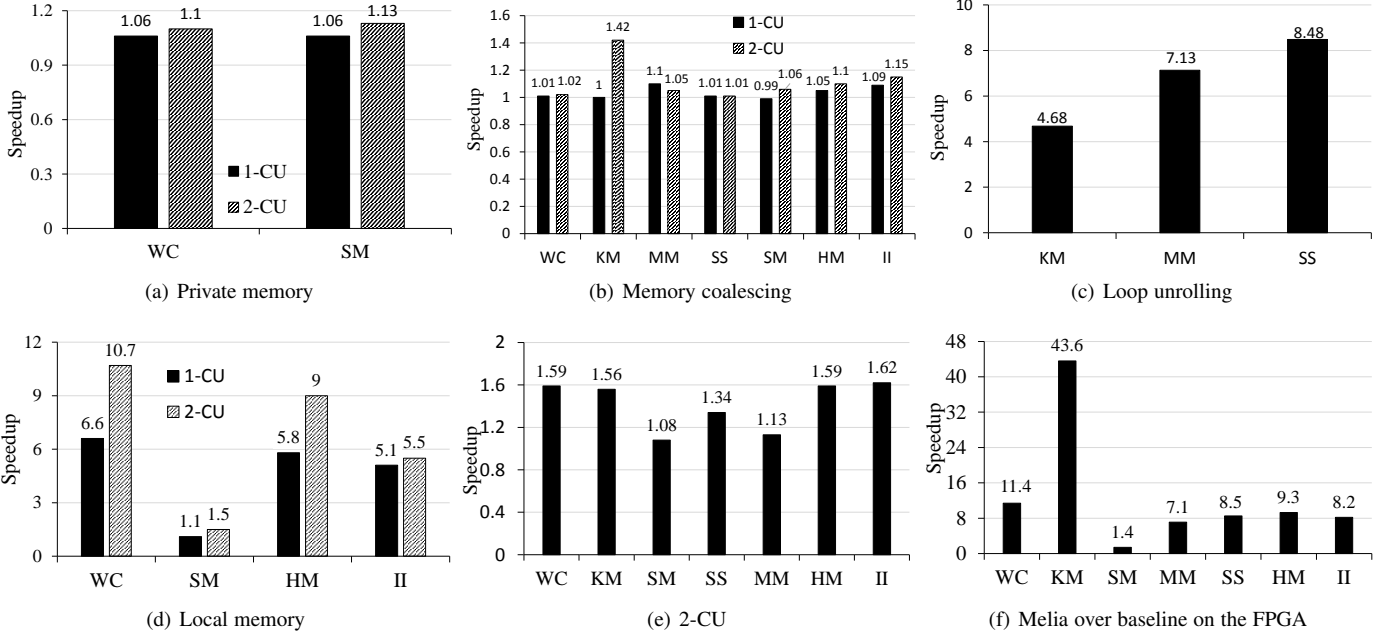 1.2
0.9
0.6
0.3
0
Speedup
1.06
1.1
1.06
1.13
1-CU
2-CU
WC SM
(a) Private memory
1.6
1.4
1.2
1
0.8
0.6
0.4
0.2
0
Speedup
1-CU
2-CU
1.01 1.02 1 1.42 1.1 1.05 1.01 1.01 0.99 1.06 1.05 1.1 1.09 1.15
WC KM MM SS SM HM II
(b) Memory coalescing
10
8
6
4
2
0
Speedup
4.68 7.13 8.48
KM MM SS
(c) Loop unrolling
12
9
6
3
0
Speedup
1-CU
2-CU
6.6 10.7 1.1 1.5 5.8 9 5.1 5.5
WC SM HM II
(d) Local memory
2
1.6
1.2
0.8
0.4
0
Speedup
1.59 1.56 1.08 1.34 1.13 1.59 1.62
WC KM SM SS MM HM II
(e) 2-CU
48
40
32
24
16
8
0
Speedup
11.4 43.6 1.4 7.1 8.5 9.3 8.2
WC KM SM MM SS HM II
(f) Melia over baseline on the FPGA